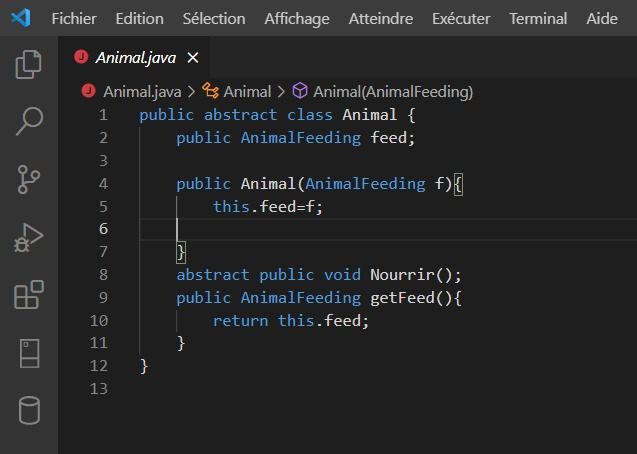 Fichier Edition Sélection Affichage Atteindre Exécuter Terminal Aide
J Animal.java ×
J Animal.java > Animal > Animal(AnimalFeeding)
1 public abstract class Animal {
2 public AnimalFeeding feed;
3
4 public Animal(AnimalFeeding f){
5 this.feed=f;
6
7 }
8 abstract public void Nourrir();
9 public AnimalFeeding getFeed(){
10 return this.feed;
11 }
12 }
13